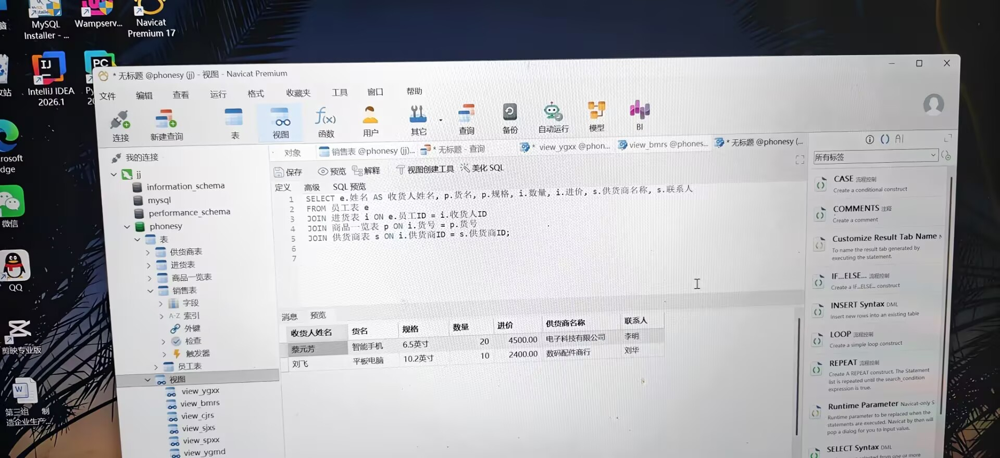 MySQL
Installer - ...
Wampserv...
Navicat
Premium 17
IntelliJ IDEA
2026.1
微信
QQ
剪映专业版
第三组 制
造企业生产...
* 无标题 @phonesy (jj) - 视图 - Navicat Premium
文件 编辑 查看 运行 格式 收藏夹 工具 窗口 帮助
连接 新建查询 表 视图 函数 用户 其它 查询 备份 自动运行 模型 BI
我的连接
jj
information_schema
mysql
performance_schema
phonesy
表
供货商表
进货表
商品一览表
销售表
字段
A-Z 索引
外键
检查
触发器
员工表
视图
view_ygxx
view_bmrs
view_cjrs
view_sjxs
view_spxx
view_ygmd
对象 销售表 @phonesy (jj)... * 无标题 - 查询 * view_ygxx @phon... view_bmrs @phones... * 无标题 @phonesy (...
保存 预览 解释 视图创建工具 美化 SQL
定义 高级 SQL 预览
1 SELECT e.姓名 AS 收货人姓名, p.货名, p.规格, i.数量, i.进价, s.供货商名称, s.联系人
2 FROM 员工表 e
3 JOIN 进货表 i ON e.员工ID = i.收货人ID
4 JOIN 商品一览表 p ON i.货号 = p.货号
5 JOIN 供货商表 s ON i.供货商ID = s.供货商ID;
6
7
消息 预览
收货人姓名 货名 规格 数量 进价 供货商名称 联系人
蔡元芳 智能手机 6.5英寸 20 4500.00 电子科技有限公司 李明
刘飞 平板电脑 10.2英寸 10 2400.00 数码配件商行 刘华
AI
所有标签
CASE 流程控制
Create a conditional construct
COMMENTS 注释
Create a comment
Customize Result Tab Name
To name the result tab generated by
executing the statement.
IF...ELSE... 流程控制
Create a IF...ELSE... construct
INSERT Syntax DML
Insert new rows into an existing table
LOOP 流程控制
Create a simple loop construct
REPEAT 流程控制
Create A REPEAT construct. The Statement
list is repeated until the search_condition
expression is true.
Runtime Parameter Navicat-only S
Runtime parameter to be replaced when the
statements are executed. Navicat by then will
pop a dialog for you to input value.
SELECT Syntax DML